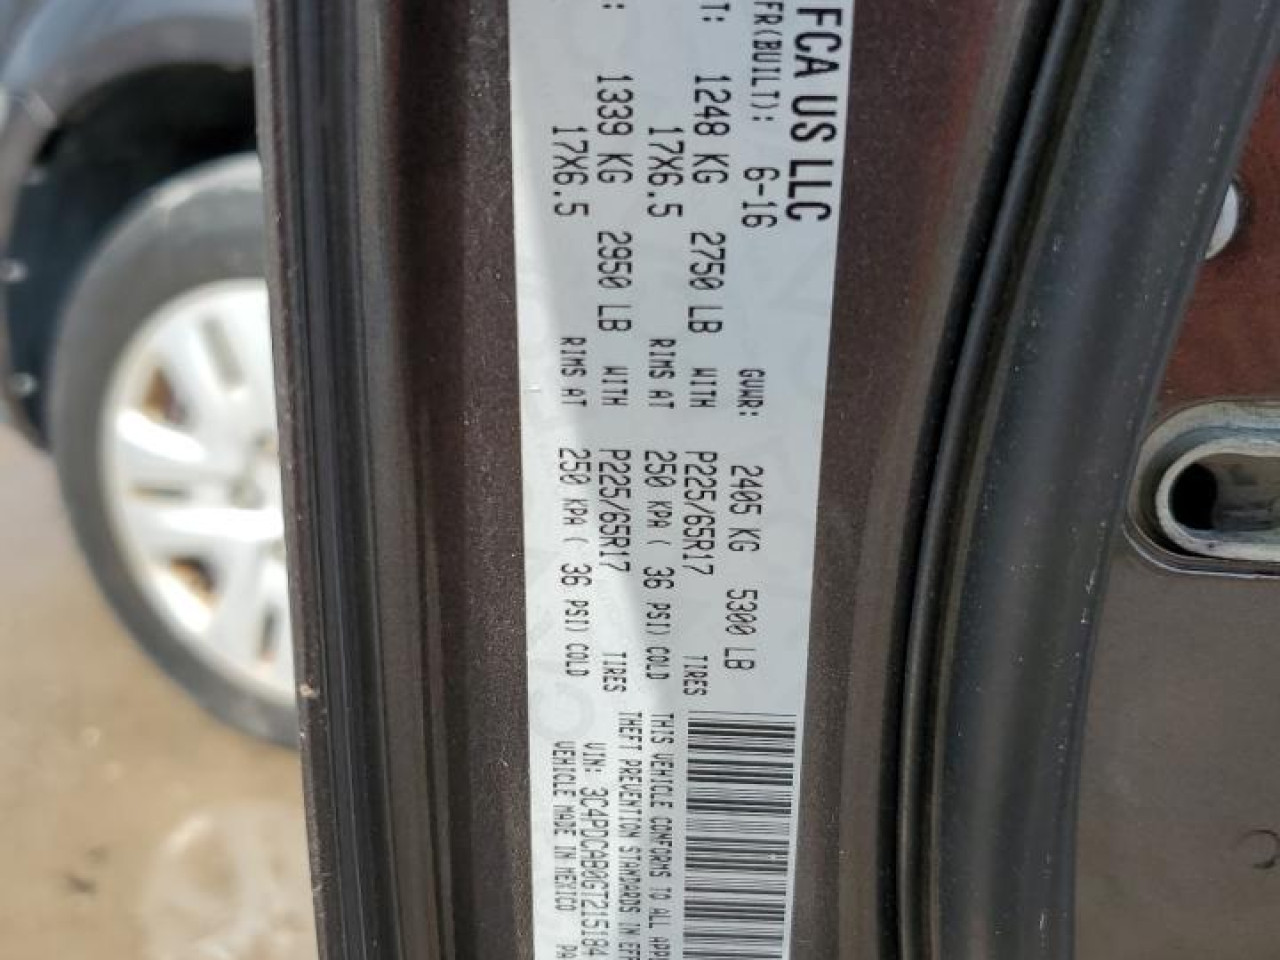 FCA US LLC
FR(BUILT): 6-16 GVWR: 2405 KG 5300 LB
T: 1248 KG 2750 LB WITH P225/65R17 TIRES
17X6.5 RIMS AT 250 KPA ( 36 PSI) COLD
: 1339 KG 2950 LB WITH P225/65R17 TIRES
17X6.5 RIMS AT 250 KPA ( 36 PSI) COLD
THIS VEHICLE CONFORMS TO ALL APP
THEFT PREVENTION STANDARDS IN EFF
VIN: 3C4PDCAB0GT215184
VEHICLE MADE IN MEXICO PA